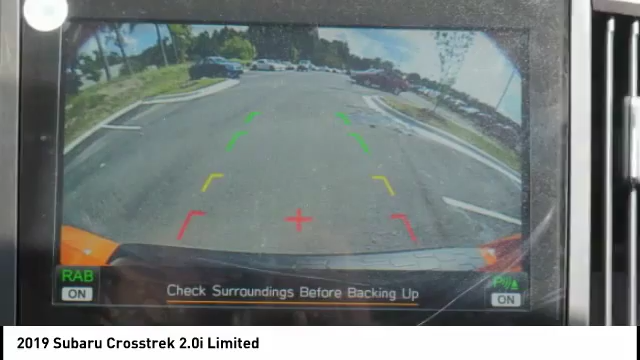 RAB
ON
Check Surroundings Before Backing Up
ON
2019 Subaru Crosstrek 2.0i Limited